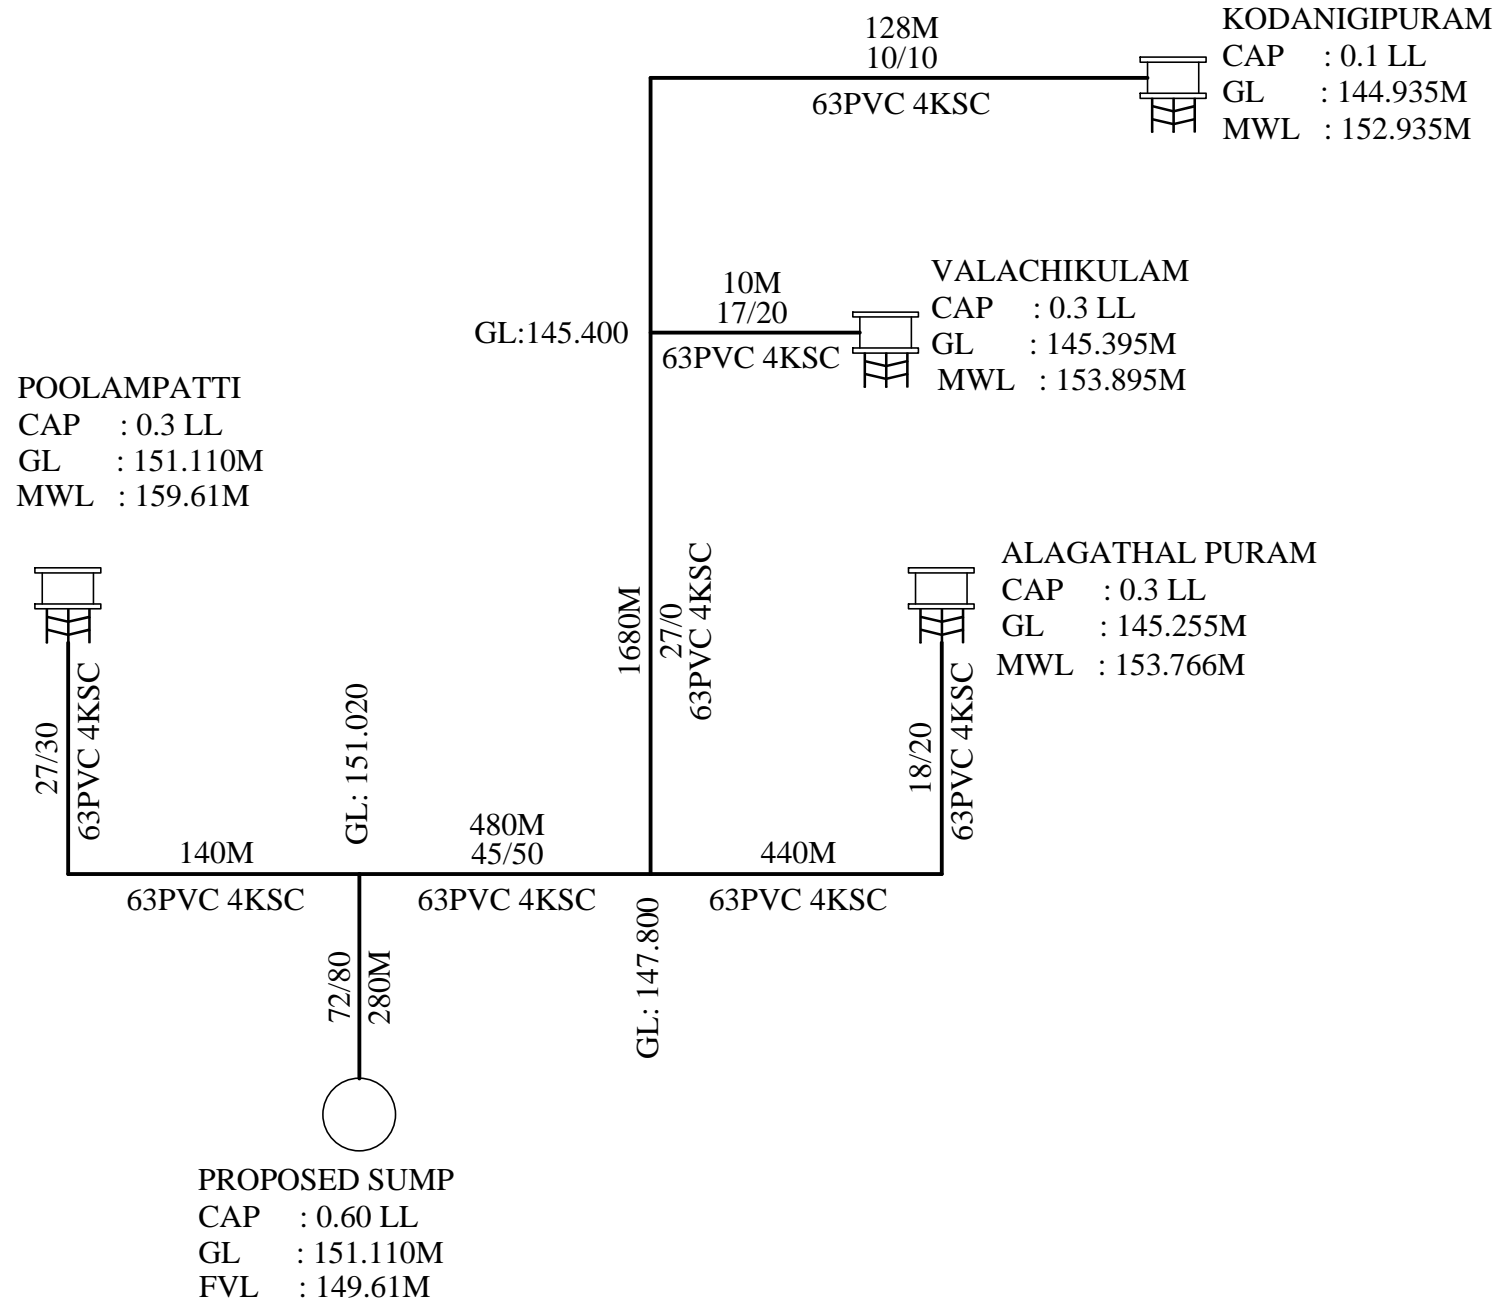 128M
10/10
63PVC 4KSC
KODANIGIPURAM
CAP : 0.1 LL
GL : 144.935M
MWL : 152.935M
GL:145.400
10M
17/20
63PVC 4KSC
VALACHIKULAM
CAP : 0.3 LL
GL : 145.395M
MWL : 153.895M
POOLAMPATTI
CAP : 0.3 LL
GL : 151.110M
MWL : 159.61M
1680M
27/0
63PVC 4KSC
ALAGATHAL PURAM
CAP : 0.3 LL
GL : 145.255M
MWL : 153.766M
27/30
63PVC 4KSC
GL: 151.020
18/20
63PVC 4KSC
140M
63PVC 4KSC
480M
45/50
63PVC 4KSC
440M
63PVC 4KSC
72/80
280M
GL: 147.800
PROPOSED SUMP
CAP : 0.60 LL
GL : 151.110M
FVL : 149.61M